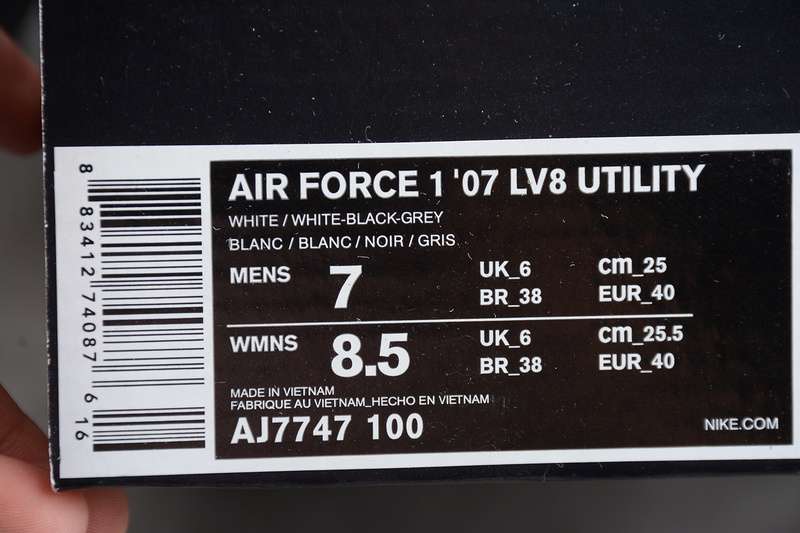 8 83412 74087 6 16
AIR FORCE 1 '07 LV8 UTILITY
WHITE / WHITE-BLACK-GREY
BLANC / BLANC / NOIR / GRIS
MENS 7 UK_6 cm_25
BR_38 EUR_40
WMNS 8.5 UK_6 cm_25.5
BR_38 EUR_40
MADE IN VIETNAM
FABRIQUE AU VIETNAM_HECHO EN VIETNAM
AJ7747 100
NIKE.COM